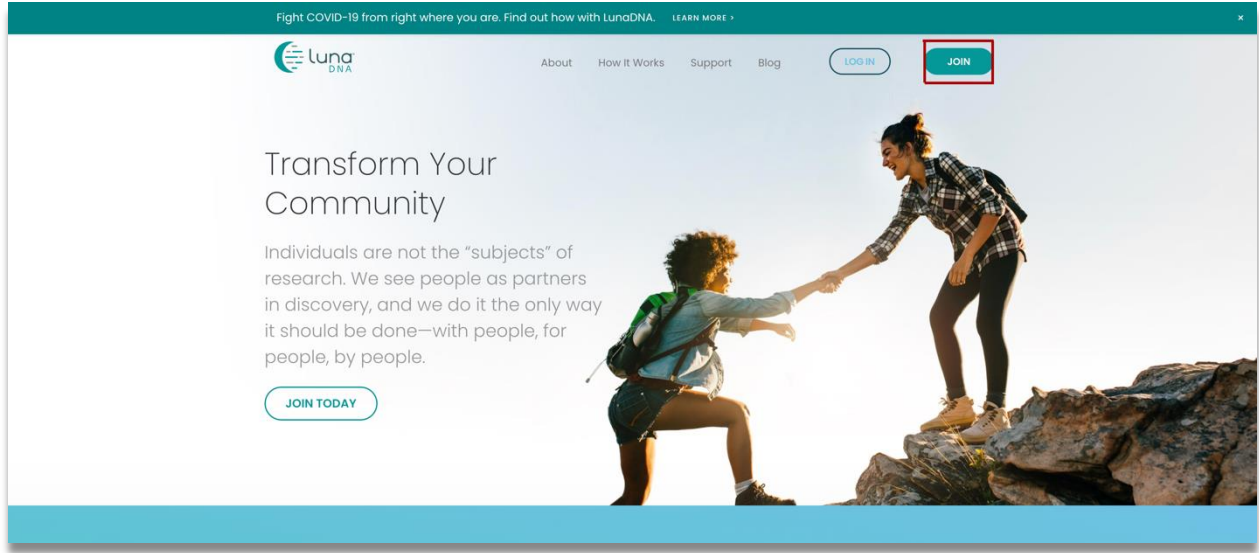 Fight COVID-19 from right where you are. Find out how with LunaDNA. LEARN MORE >
×
luna
DNA
About How It Works Support Blog LOG IN JOIN
Transform Your
Community
Individuals are not the “subjects” of
research. We see people as partners
in discovery, and we do it the only way
it should be done—with people, for
people, by people.
JOIN TODAY